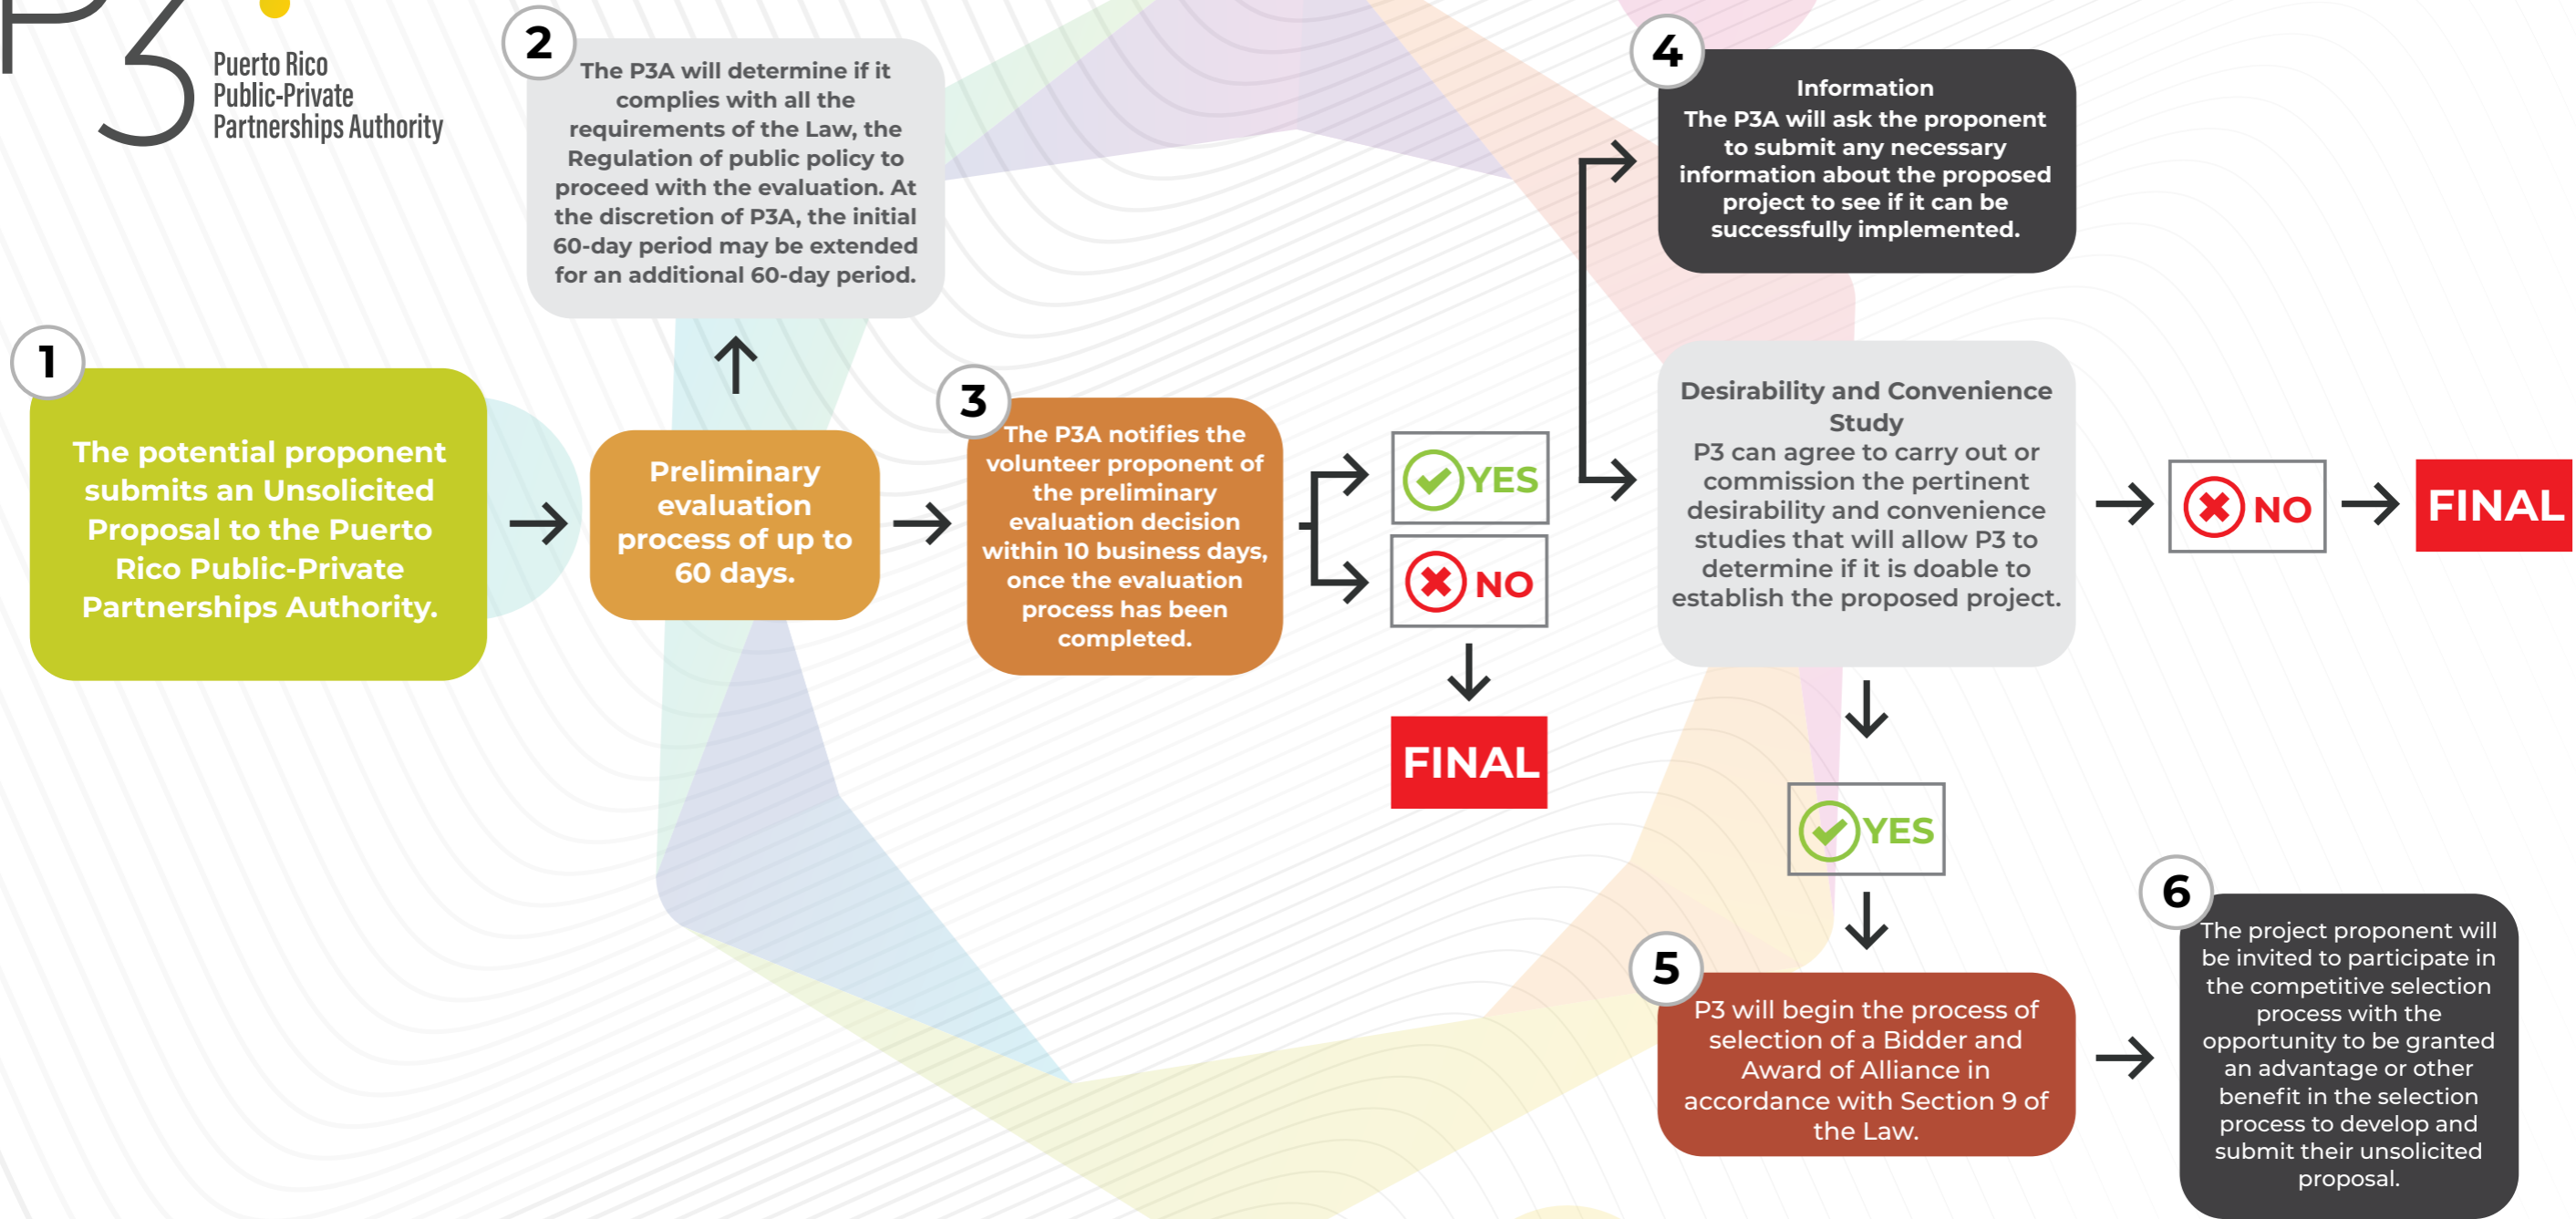 P3
Puerto Rico
Public-Private
Partnerships Authority
1
The potential proponent
submits an Unsolicited
Proposal to the Puerto
Rico Public-Private
Partnerships Authority.
Preliminary
evaluation
process of up to
60 days.
2
The P3A will determine if it
complies with all the
requirements of the Law, the
Regulation of public policy to
proceed with the evaluation. At
the discretion of P3A, the initial
60-day period may be extended
for an additional 60-day period.
3
The P3A notifies the
volunteer proponent of
the preliminary
evaluation decision
within 10 business days,
once the evaluation
process has been
completed.
YES
NO
FINAL
4
Information
The P3A will ask the proponent
to submit any necessary
information about the proposed
project to see if it can be
successfully implemented.
Desirability and Convenience
Study
P3 can agree to carry out or
commission the pertinent
desirability and convenience
studies that will allow P3 to
determine if it is doable to
establish the proposed project.
NO
FINAL
YES
5
P3 will begin the process of
selection of a Bidder and
Award of Alliance in
accordance with Section 9 of
the Law.
6
The project proponent will
be invited to participate in
the competitive selection
process with the
opportunity to be granted
an advantage or other
benefit in the selection
process to develop and
submit their unsolicited
proposal.